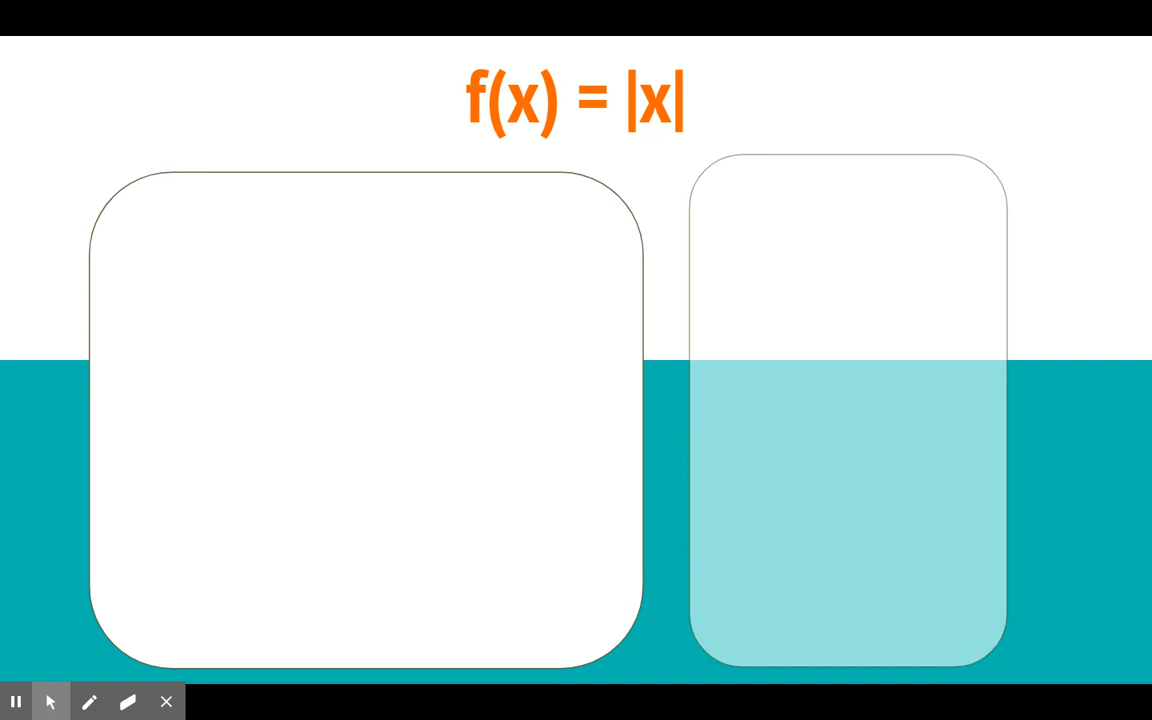 f(x) = |x|